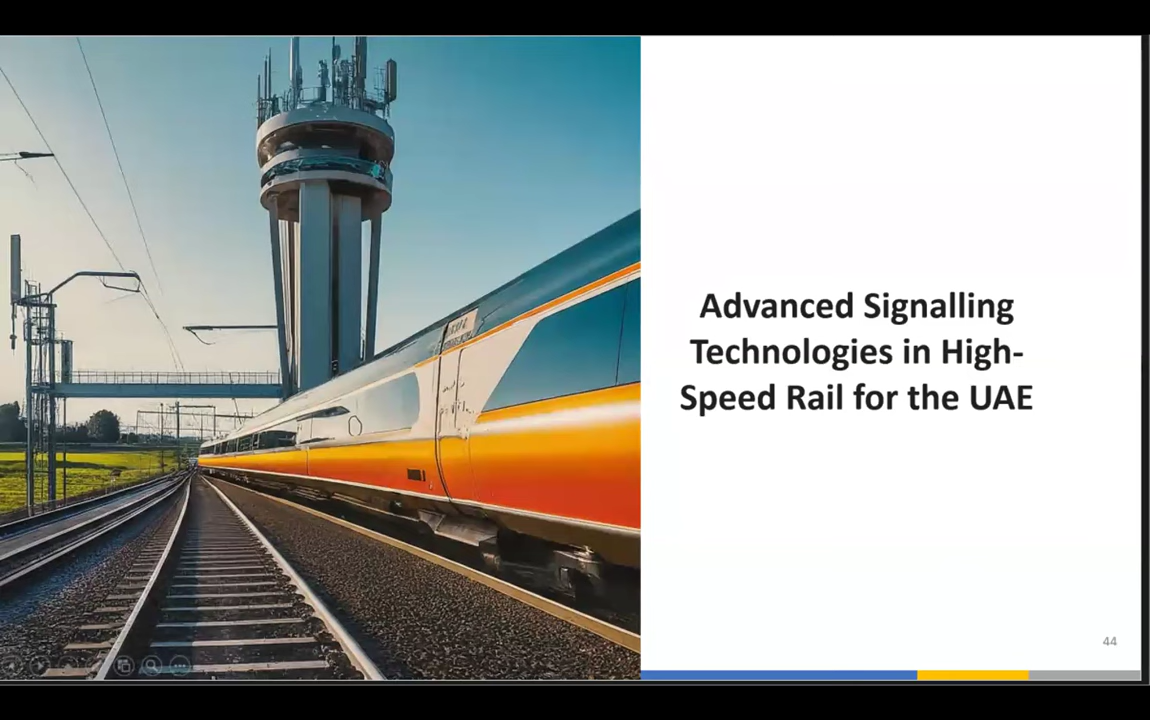 Advanced Signalling
Technologies in High-
Speed Rail for the UAE
44